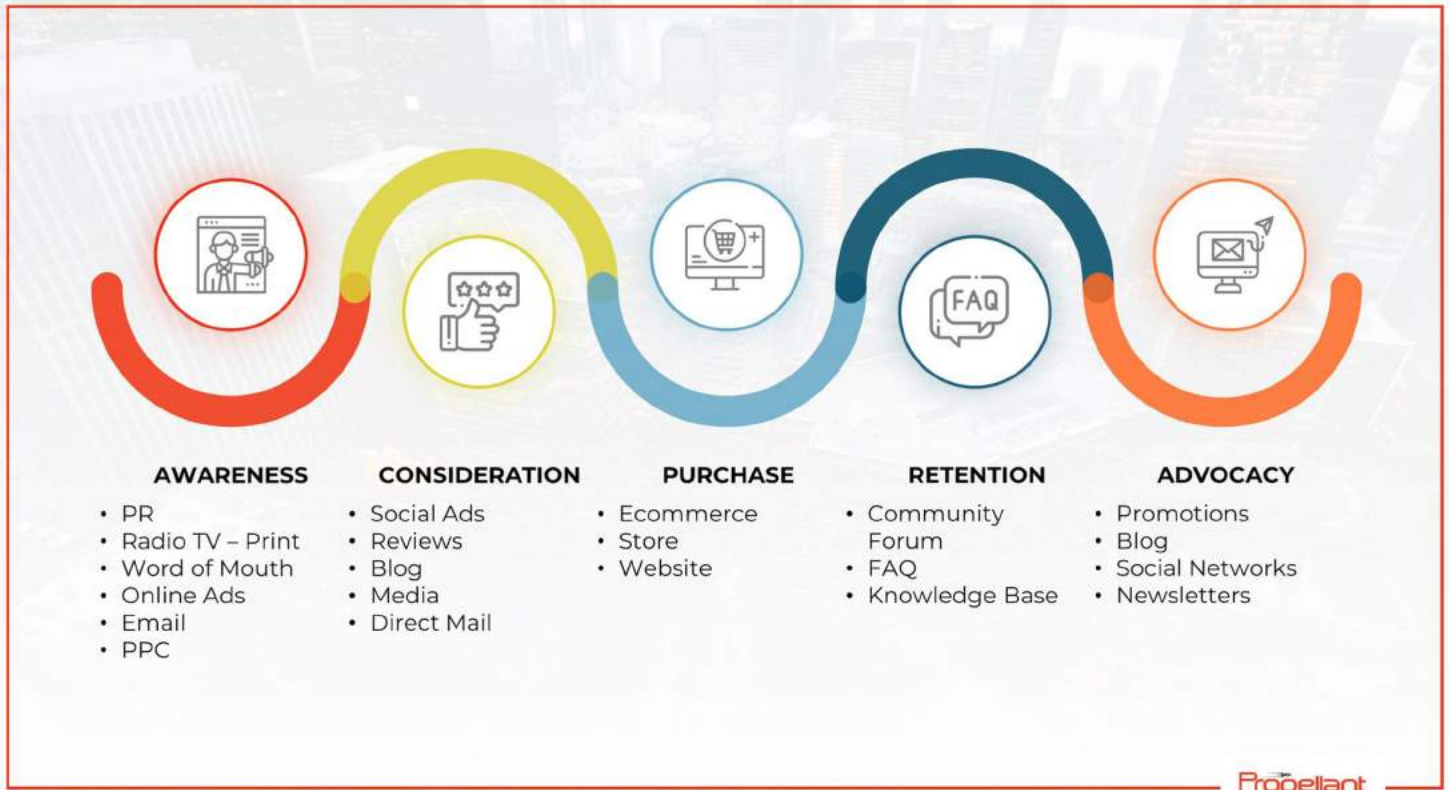 FAQ
AWARENESS
• PR
• Radio TV – Print
• Word of Mouth
• Online Ads
• Email
• PPC
CONSIDERATION
• Social Ads
• Reviews
• Blog
• Media
• Direct Mail
PURCHASE
• Ecommerce
• Store
• Website
RETENTION
• Community
Forum
• FAQ
• Knowledge Base
ADVOCACY
• Promotions
• Blog
• Social Networks
• Newsletters
Propellant